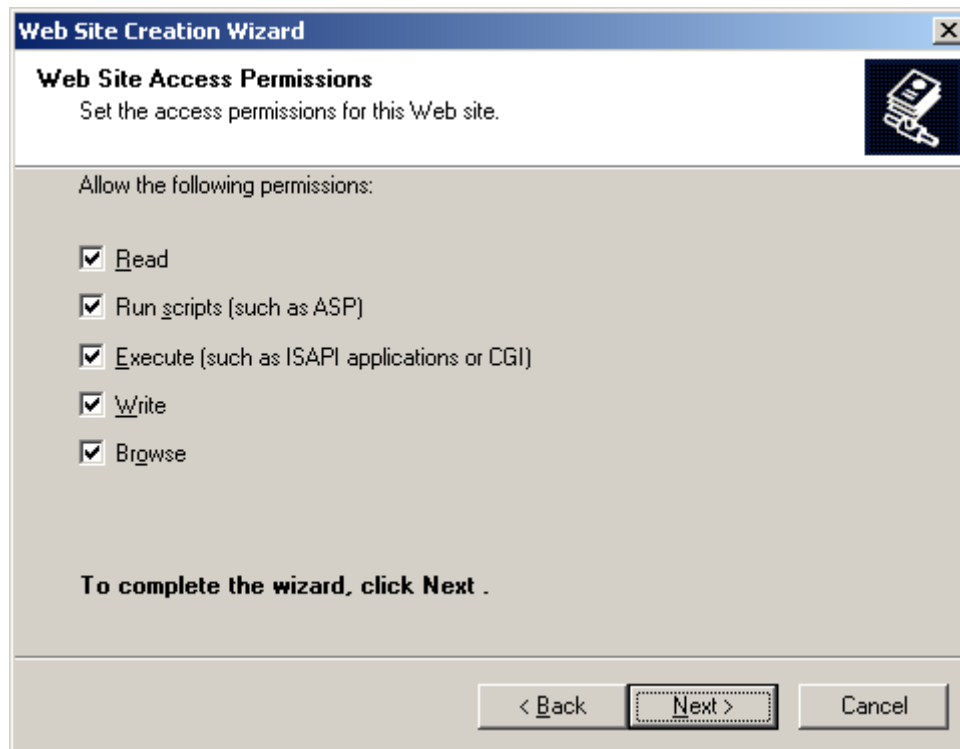 Web Site Creation Wizard
Web Site Access Permissions
Set the access permissions for this Web site.
Allow the following permissions:
Read
Run scripts (such as ASP)
Execute (such as ISAPI applications or CGI)
Write
Browse
To complete the wizard, click Next .
< Back Next > Cancel